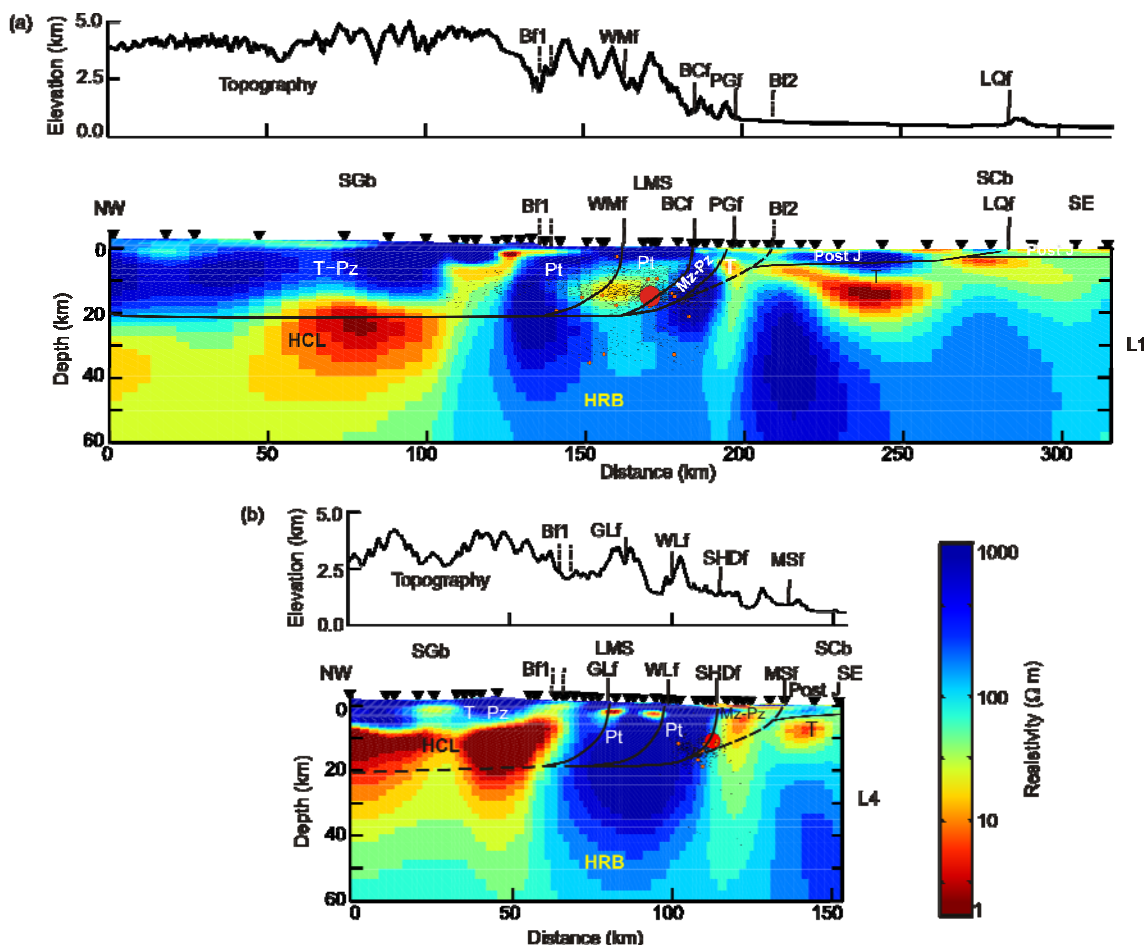 (a)
Elevation (km)
5.0
2.5
0.0
Topography
Bf1
WMf
BCf
PGf
Bf2
LQf
SGb
LMS
SCb
NW
Bf1
WMf
BCf
PGf
Bf2
LQf
SE
Depth (km)
0
20
40
60
T-Pz
Pt
Pt
Mz-Pz
T
Post J
T
Post J
HCL
HRB
L1
0
50
100
150
200
250
300
Distance (km)
(b)
Elevation (km)
5.0
2.5
0.0
Topography
Bf1
GLf
WLf
SHDf
MSf
SGb
LMS
SCb
NW
Bf1
GLf
WLf
SHDf
MSf
SE
Post J
Depth (km)
0
20
40
60
T Pz
Pt
Pt
Mz-Pz
T
HCL
HRB
L4
0
50
100
150
Distance (km)
1000
100
10
1
Resistivity (Ω m)